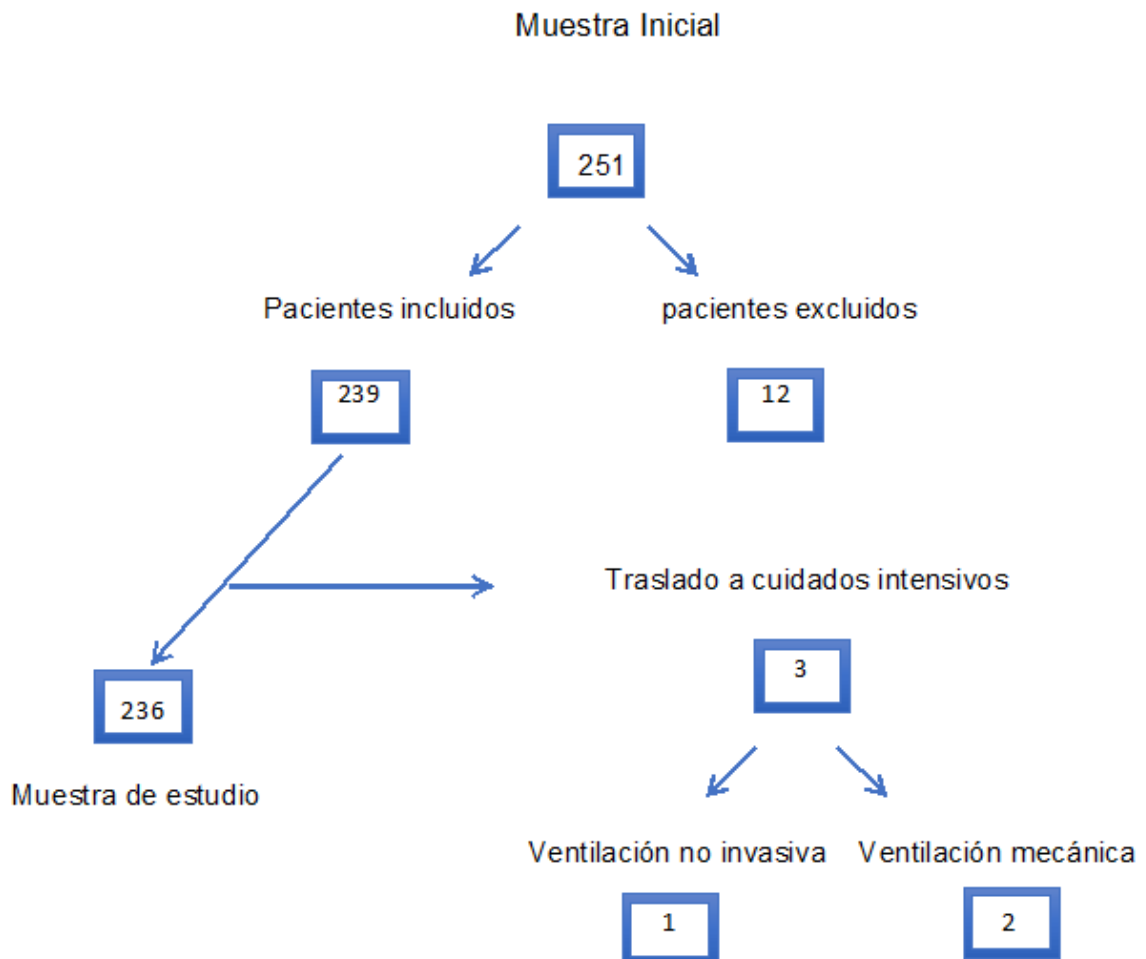 Muestra Inicial
251
Pacientes incluidos
pacientes excluidos
239
12
Traslado a cuidados intensivos
3
236
Muestra de estudio
Ventilación no invasiva
Ventilación mecánica
1
2